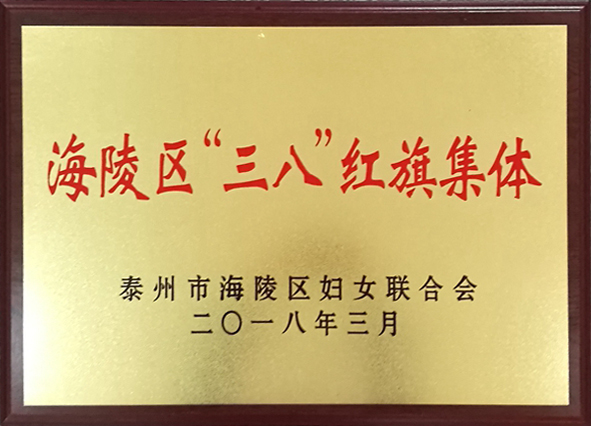 海陵区“三八”红旗集体
泰州市海陵区妇女联合会
二〇一八年三月